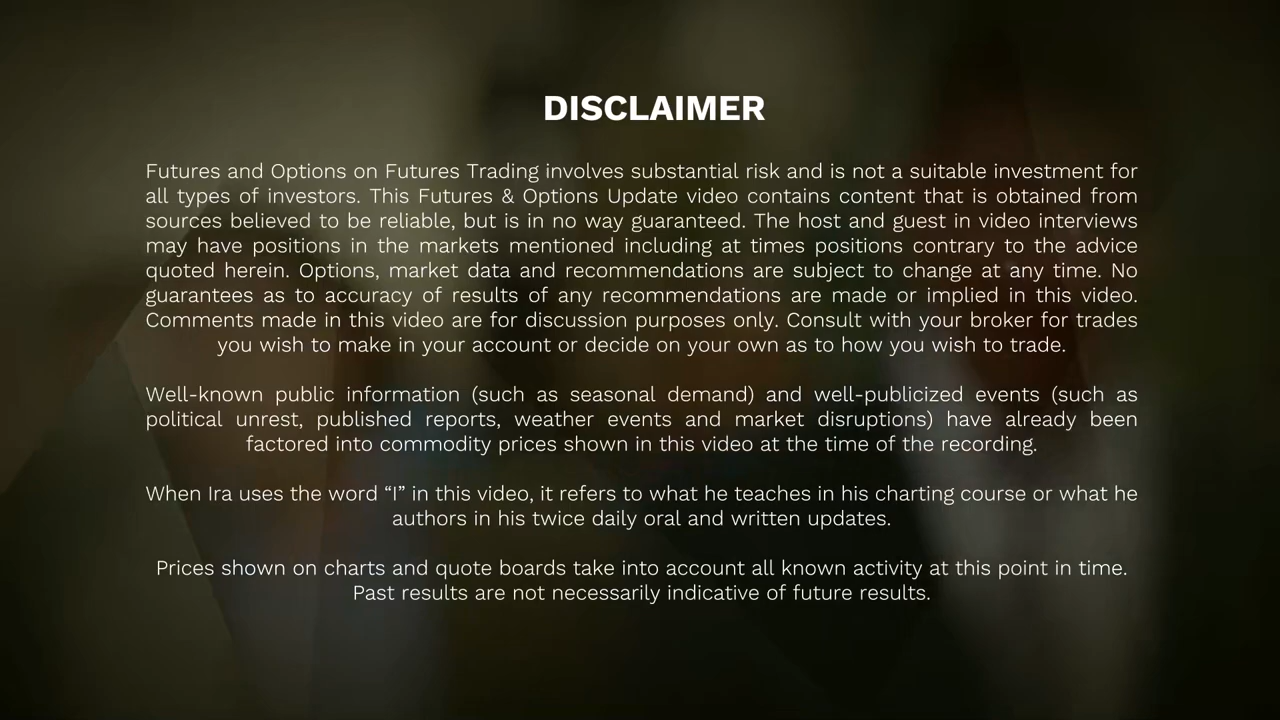 DISCLAIMER
Futures and Options on Futures Trading involves substantial risk and is not a suitable investment for
all types of investors. This Futures & Options Update video contains content that is obtained from
sources believed to be reliable, but is in no way guaranteed. The host and guest in video interviews
may have positions in the markets mentioned including at times positions contrary to the advice
quoted herein. Options, market data and recommendations are subject to change at any time. No
guarantees as to accuracy of results of any recommendations are made or implied in this video.
Comments made in this video are for discussion purposes only. Consult with your broker for trades
you wish to make in your account or decide on your own as to how you wish to trade.
Well-known public information (such as seasonal demand) and well-publicized events (such as
political unrest, published reports, weather events and market disruptions) have already been
factored into commodity prices shown in this video at the time of the recording.
When Ira uses the word “I” in this video, it refers to what he teaches in his charting course or what he
authors in his twice daily oral and written updates.
Prices shown on charts and quote boards take into account all known activity at this point in time.
Past results are not necessarily indicative of future results.